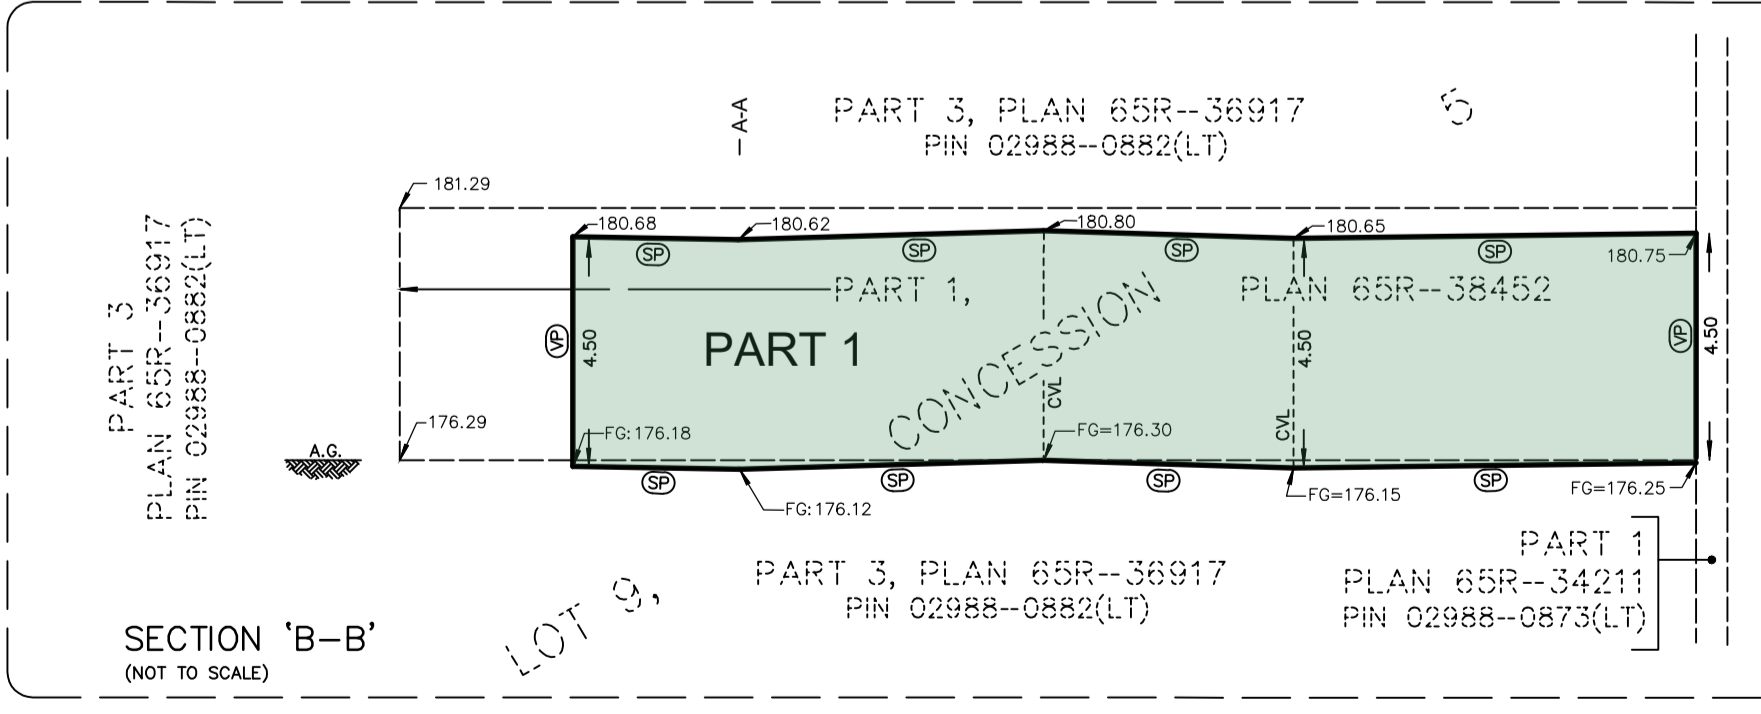 A-A
PART 3, PLAN 65R--36917
PIN 02988--0882(LT)
5
181.29
180.68
180.62
180.80
180.65
180.75
SP
SP
SP
SP
PART 3
PLAN 65R--36917
PIN 02988--0882(LT)
PART 1,
PLAN 65R--38452
VP
4.50
PART 1
CONCESSION
4.50
VP
4.50
CVL
CVL
176.29
FG:176.18
FG=176.30
A.G.
SP
SP
SP
SP
FG:176.12
FG=176.15
FG=176.25
PART 3, PLAN 65R--36917
PIN 02988--0882(LT)
PART 1
PLAN 65R--34211
PIN 02988--0873(LT)
LOT 9,
SECTION 'B-B'
(NOT TO SCALE)